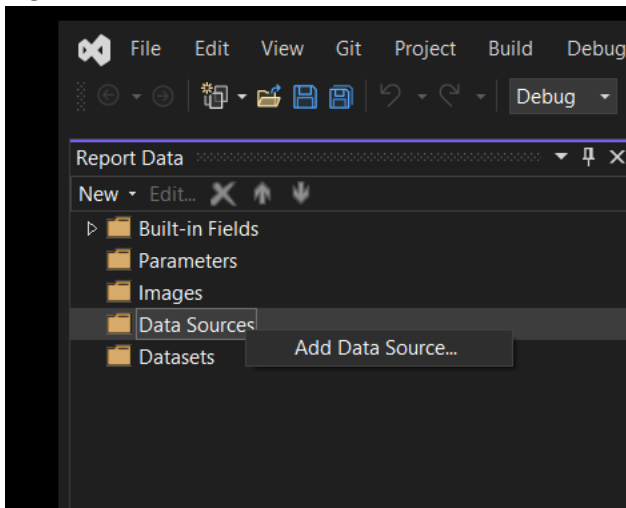 File Edit View Git Project Build Debug
Debug
Report Data
New Edit...
Built-in Fields
Parameters
Images
Data Sources
Add Data Source...
Datasets